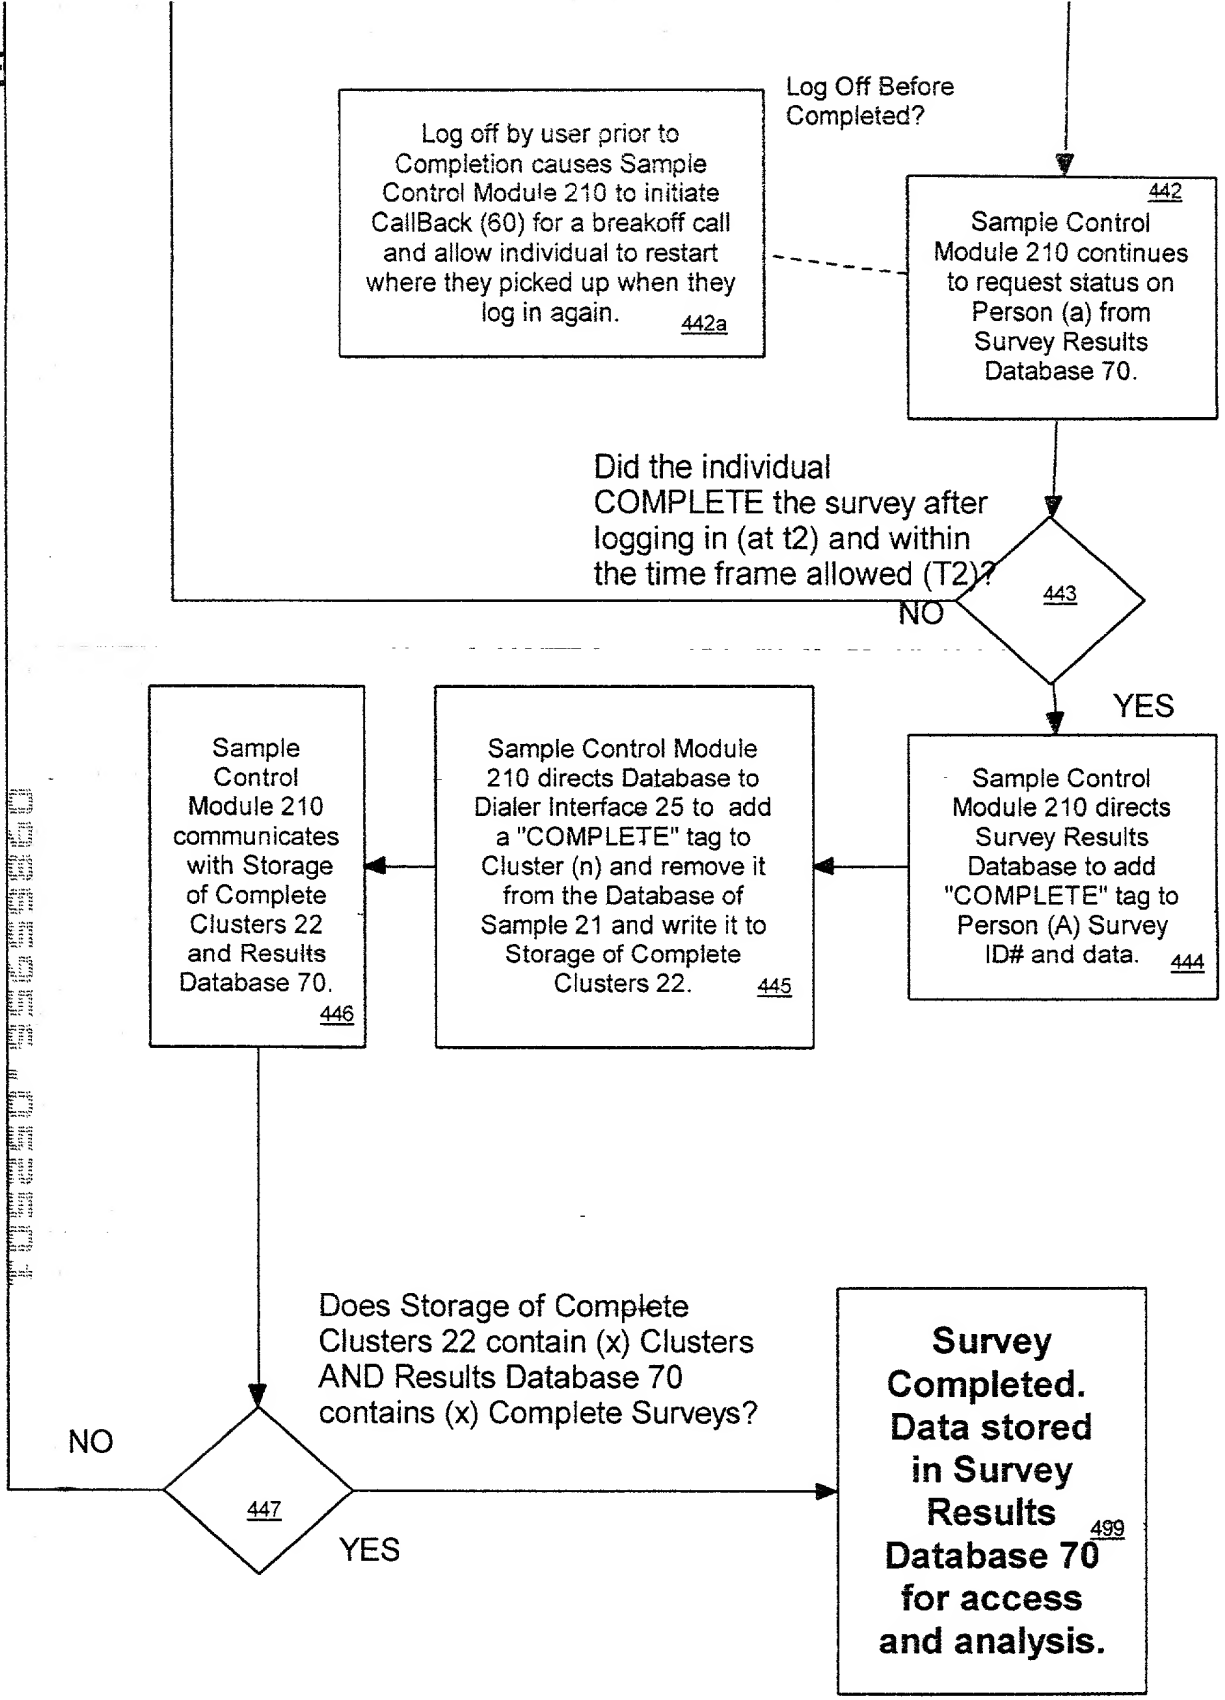 Log Off Before
Completed?
Log off by user prior to
Completion causes Sample
Control Module 210 to initiate
CallBack (60) for a breakoff call
and allow individual to restart
where they picked up when they
log in again.
442a
442
Sample Control
Module 210 continues
to request status on
Person (a) from
Survey Results
Database 70.
Did the individual
COMPLETE the survey after
logging in (at t2) and within
the time frame allowed (T2)?
443
NO
YES
Sample Control
Module 210 directs
Survey Results
Database to add
"COMPLETE" tag to
Person (A) Survey
ID# and data.
444
Sample Control Module
210 directs Database to
Dialer Interface 25 to add
a "COMPLETE" tag to
Cluster (n) and remove it
from the Database of
Sample 21 and write it to
Storage of Complete
Clusters 22.
445
Sample
Control
Module 210
communicates
with Storage
of Complete
Clusters 22
and Results
Database 70.
446
Does Storage of Complete
Clusters 22 contain (x) Clusters
AND Results Database 70
contains (x) Complete Surveys?
NO
447
YES
Survey
Completed.
Data stored
in Survey
Results
499
Database 70
for access
and analysis.